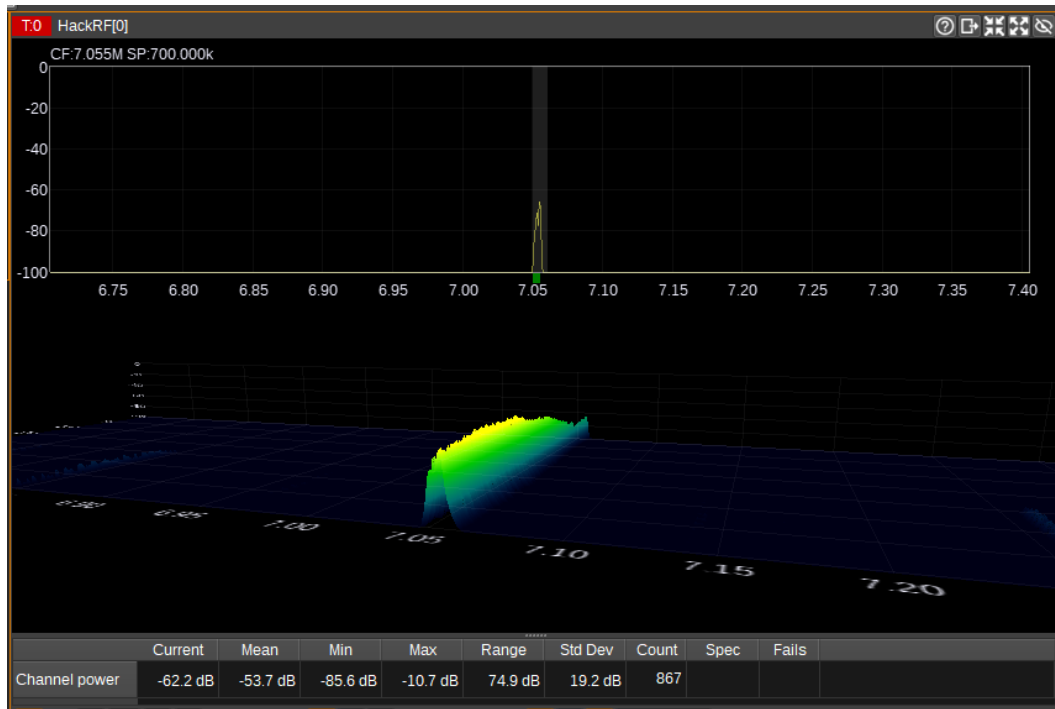 T:0 HackRF[0]
CF:7.055M SP:700.000k
0
-20
-40
-60
-80
-100
6.75 6.80 6.85 6.90 6.95 7.00 7.05 7.10 7.15 7.20 7.25 7.30 7.35 7.40
6.90 6.95 7.00 7.05 7.10 7.15 7.20
Current Mean Min Max Range Std Dev Count Spec Fails
Channel power -62.2 dB -53.7 dB -85.6 dB -10.7 dB 74.9 dB 19.2 dB 867